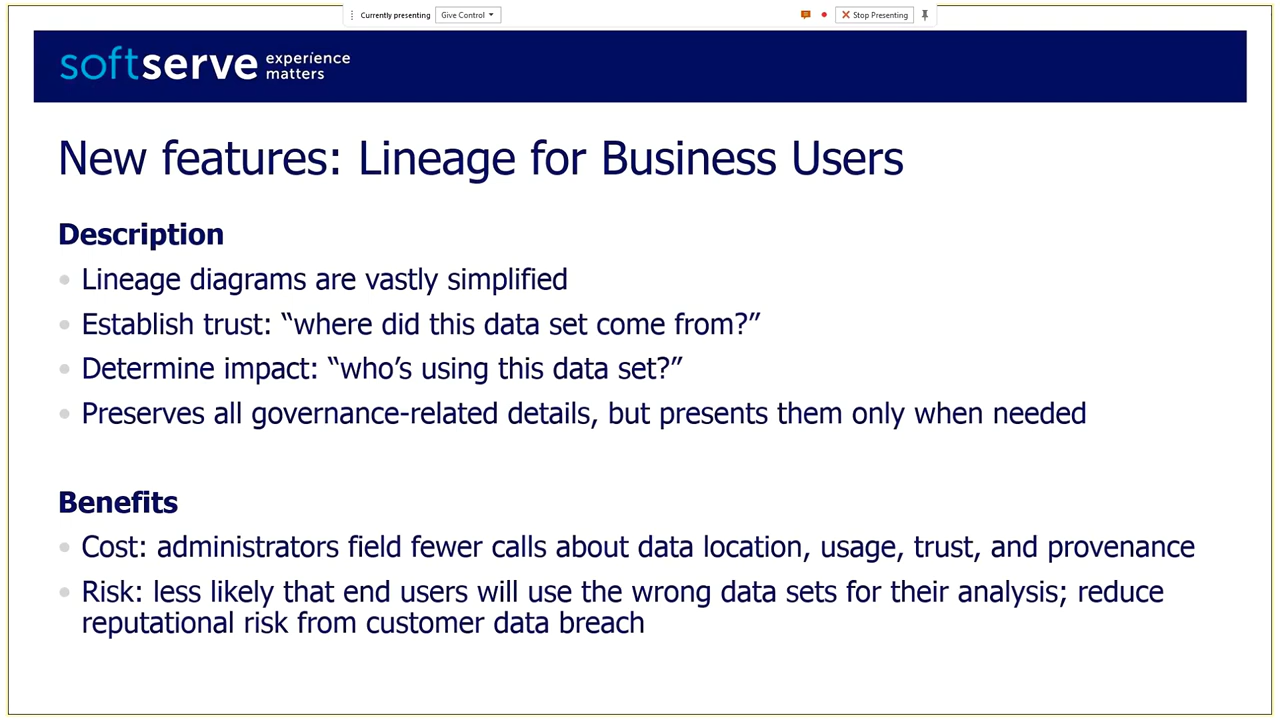 Currently presenting Give Control Stop Presenting
softserve experience matters
New features: Lineage for Business Users
Description
Lineage diagrams are vastly simplified
Establish trust: “where did this data set come from?”
Determine impact: “who’s using this data set?”
Preserves all governance-related details, but presents them only when needed
Benefits
Cost: administrators field fewer calls about data location, usage, trust, and provenance
Risk: less likely that end users will use the wrong data sets for their analysis; reduce
reputational risk from customer data breach